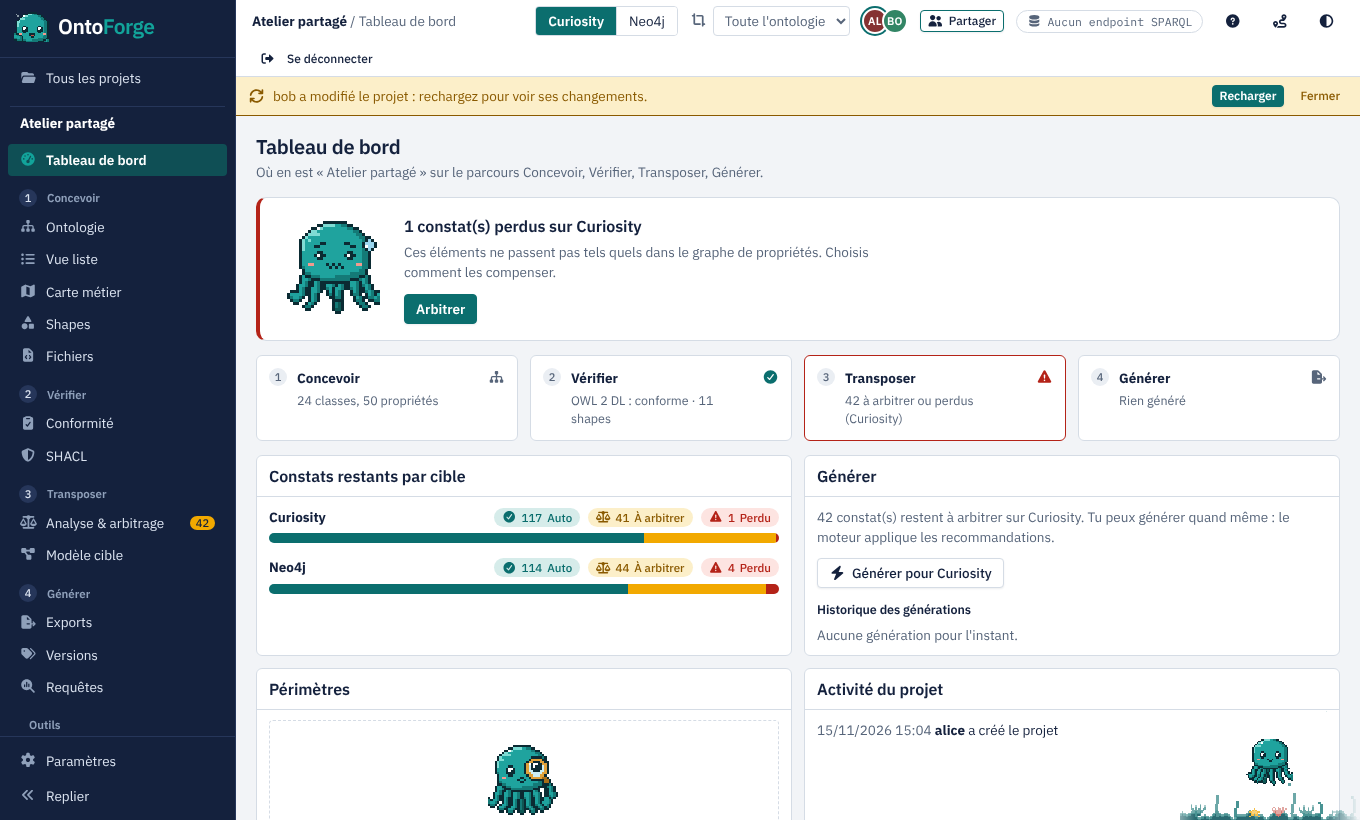 OntoForge
Tous les projets
Atelier partagé
Tableau de bord
1 Concevoir
Ontologie
Vue liste
Carte métier
Shapes
Fichiers
2 Vérifier
Conformité
SHACL
3 Transposer
Analyse & arbitrage 42
Modèle cible
4 Générer
Exports
Versions
Requêtes
Outils
Paramètres
Replier
Atelier partagé / Tableau de bord
Curiosity Neo4j
Toute l'ontologie
AL BO
Partager
Aucun endpoint SPARQL
Se déconnecter
bob a modifié le projet : rechargez pour voir ses changements.
Recharger Fermer
Tableau de bord
Où en est « Atelier partagé » sur le parcours Concevoir, Vérifier, Transposer, Générer.
1 constat(s) perdus sur Curiosity
Ces éléments ne passent pas tels quels dans le graphe de propriétés. Choisis
comment les compenser.
Arbitrer
1 Concevoir
24 classes, 50 propriétés
2 Vérifier
OWL 2 DL : conforme · 11
shapes
3 Transposer
42 à arbitrer ou perdus
(Curiosity)
4 Générer
Rien généré
Constats restants par cible
Curiosity 117 Auto 41 À arbitrer 1 Perdu
Neo4j 114 Auto 44 À arbitrer 4 Perdu
Générer
42 constat(s) restent à arbitrer sur Curiosity. Tu peux générer quand même : le
moteur applique les recommandations.
Générer pour Curiosity
Historique des générations
Aucune génération pour l'instant.
Périmètres
Activité du projet
15/11/2026 15:04 alice a créé le projet